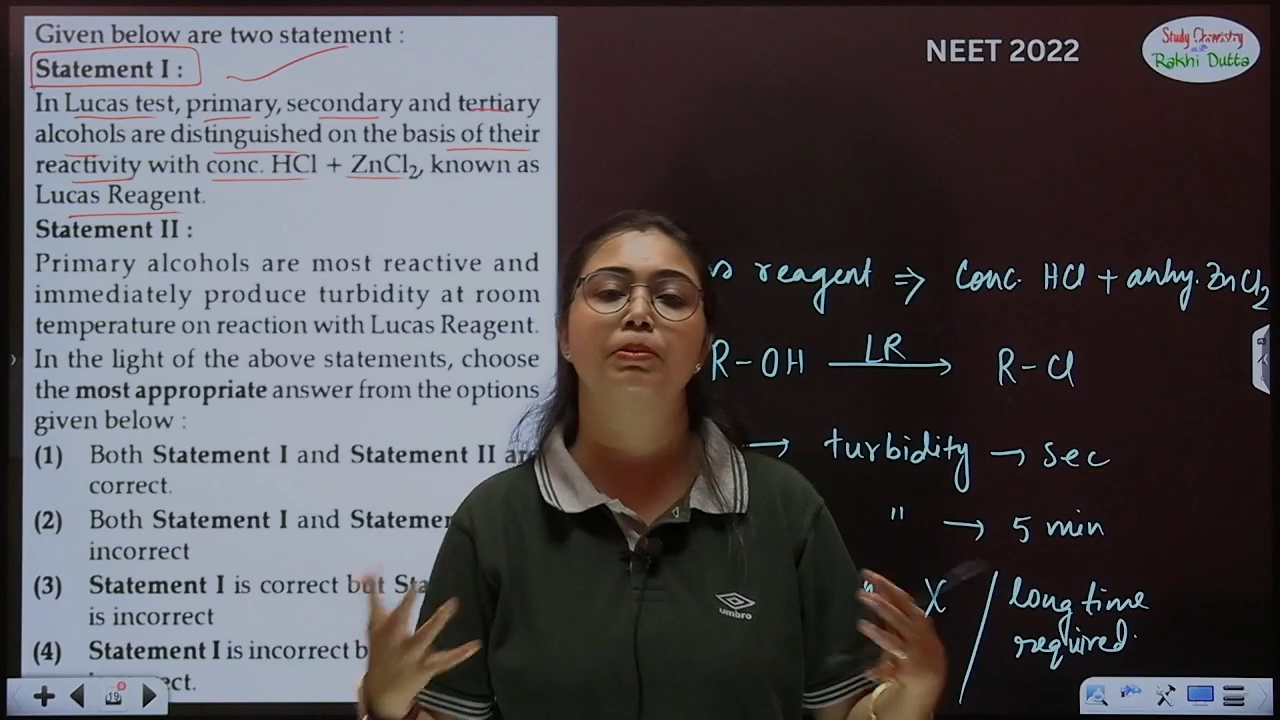 Given below are two statement :
Statement I :
In Lucas test, primary, secondary and tertiary
alcohols are distinguished on the basis of their
reactivity with conc. HCl + ZnCl₂, known as
Lucas Reagent.
Statement II :
Primary alcohols are most reactive and
immediately produce turbidity at room
temperature on reaction with Lucas Reagent.
In the light of the above statements, choose
the most appropriate answer from the options
given below :
(1) Both Statement I and Statement II are
correct.
(2) Both Statement I and
incorrect
(3) Statement I is correct but
is incorrect
(4) Statement I is incorrect
NEET 2022
Study Chemistry
with
Rakhi Dutta
reagent ⇒ Conc. HCl + anhy. ZnCl₂
R-OH LR → R-Cl
→ turbidity → sec
" → 5 min
X / long time
required.
umbro
19